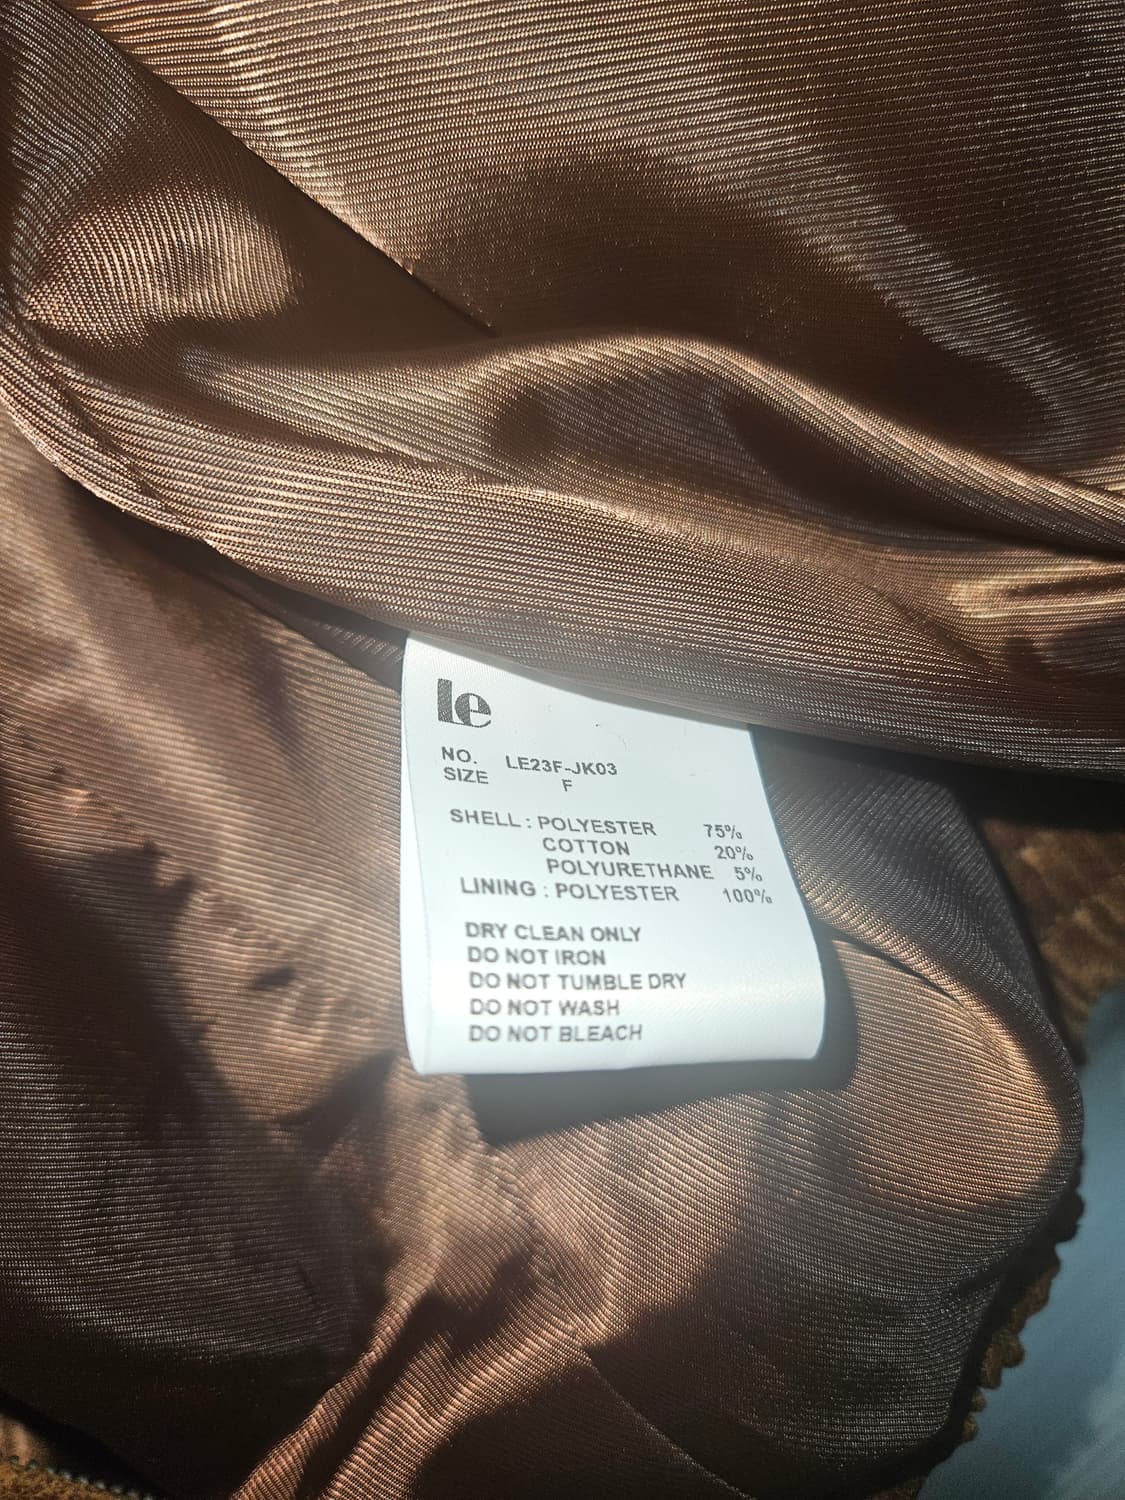 le
NO. LE23F-JK03
SIZE F
SHELL : POLYESTER 75%
COTTON 20%
POLYURETHANE 5%
LINING : POLYESTER 100%
DRY CLEAN ONLY
DO NOT IRON
DO NOT TUMBLE DRY
DO NOT WASH
DO NOT BLEACH